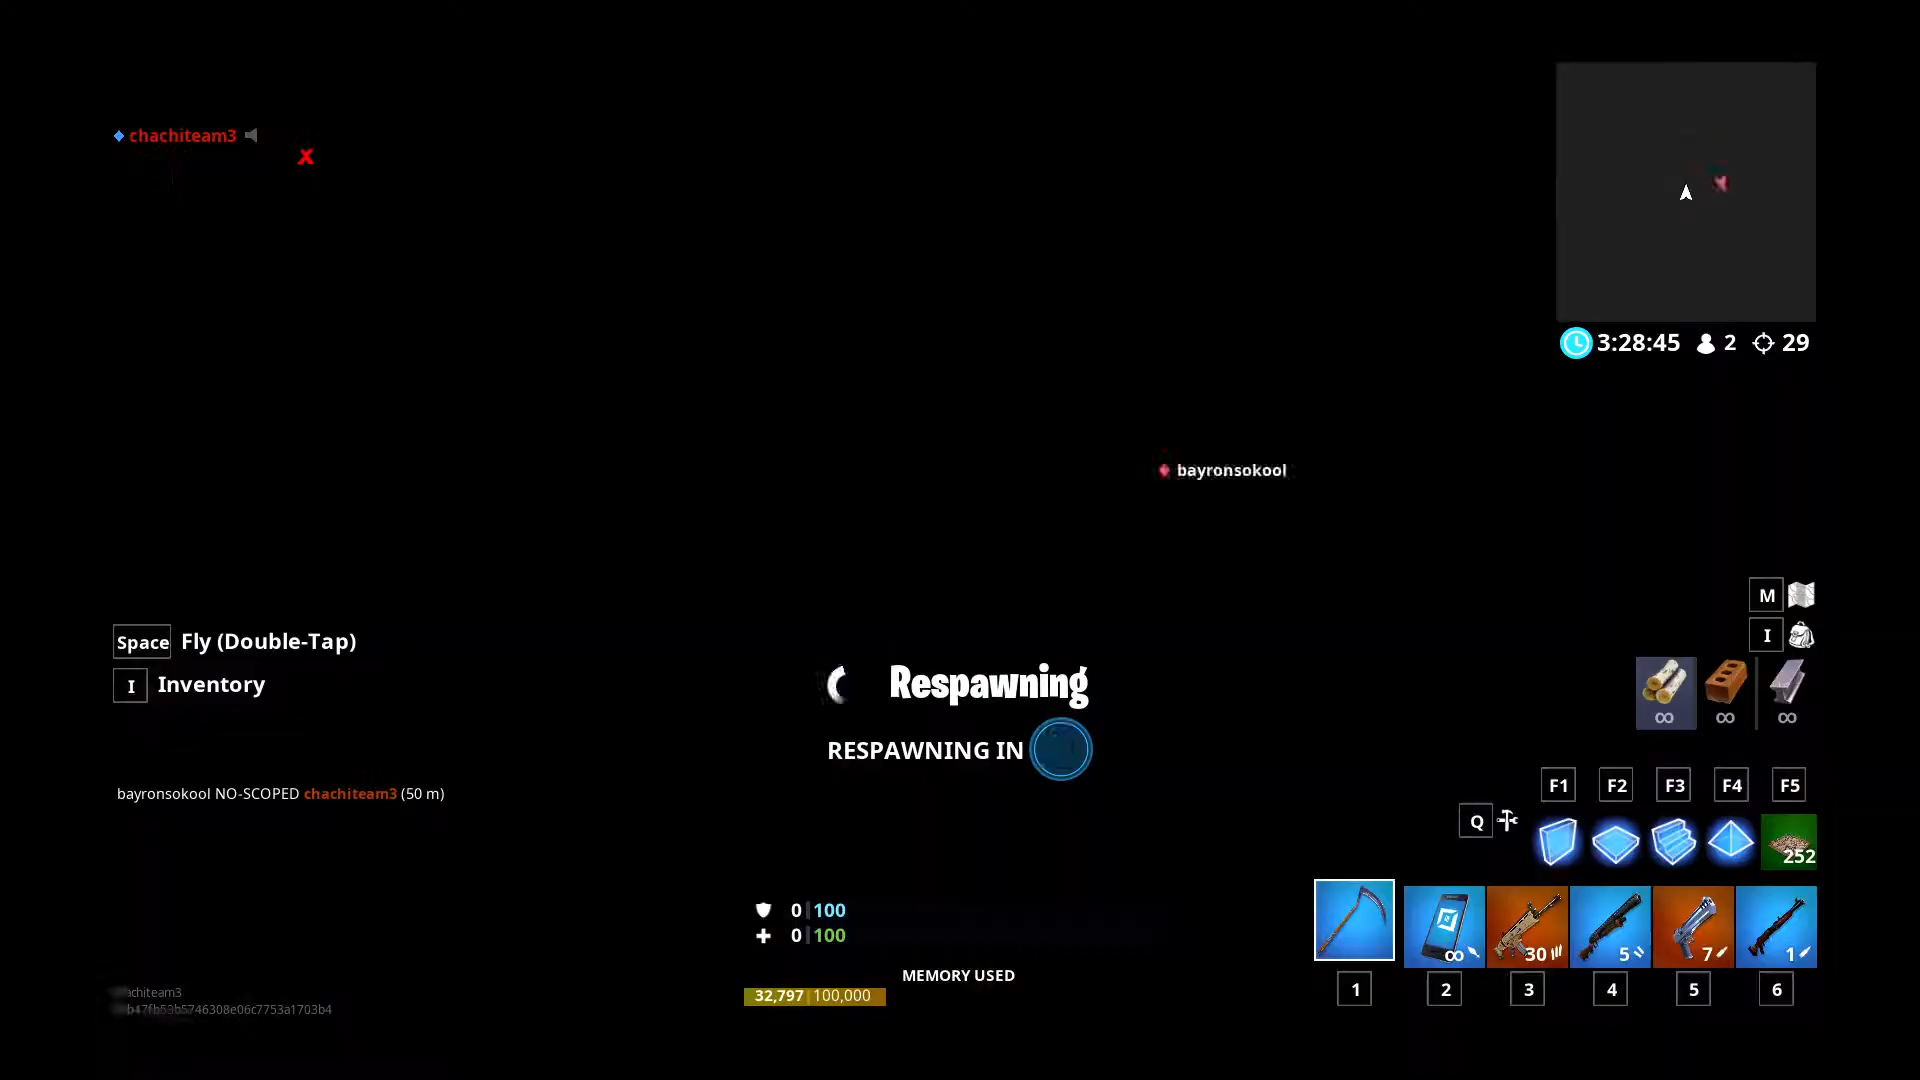 chachiteam3
X
3:28:45 2 29
bayronsokool
M
I
Space Fly (Double-Tap)
I Inventory
Respawning
RESPAWNING IN
∞ ∞ ∞
bayronsokool NO-SCOPED chachiteam3 (50 m)
F1 F2 F3 F4 F5
Q
252
0 100
0 100
∞ 30 5 7 1
MEMORY USED
32,797 100,000
1 2 3 4 5 6